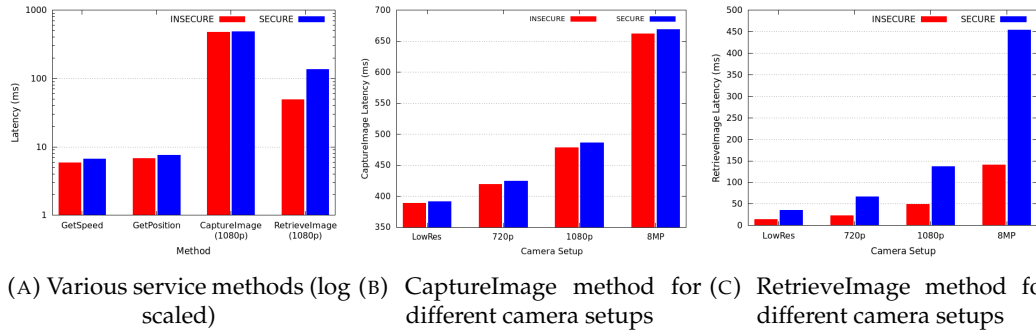 INSECURE SECURE
1000
100
10
1
Latency (ms)
GetSpeed GetPosition CaptureImage (1080p) RetrieveImage (1080p)
Method
INSECURE SECURE
700
650
600
550
500
450
400
350
CaptureImage Latency (ms)
LowRes 720p 1080p 8MP
Camera Setup
INSECURE SECURE
500
450
400
350
300
250
200
150
100
50
0
RetrieveImage Latency (ms)
LowRes 720p 1080p 8MP
Camera Setup
(A) Various service methods (log
scaled)
(B) CaptureImage method for
different camera setups
(C) RetrieveImage method fo
different camera setups